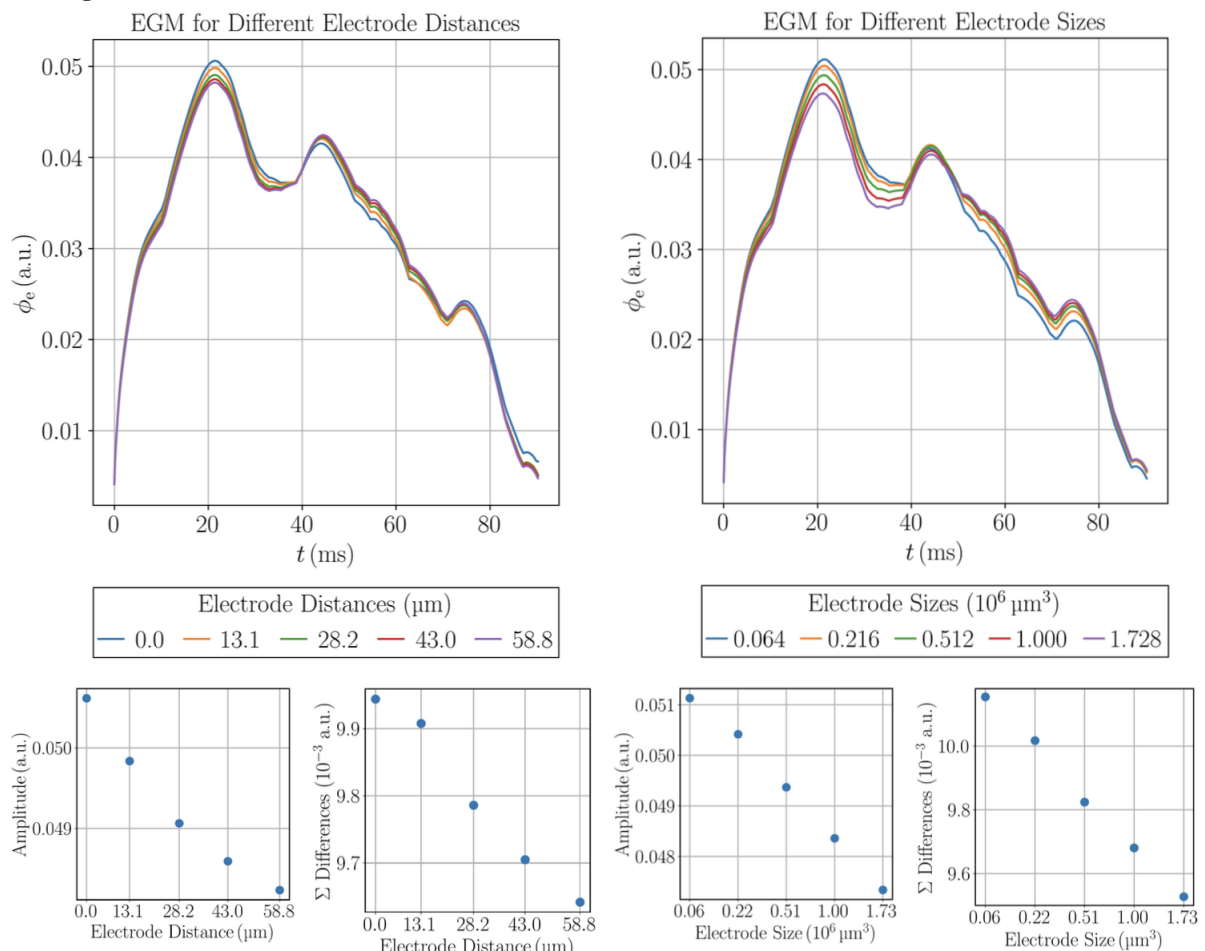 EGM for Different Electrode Distances
0.05
0.04
0.03
0.02
0.01
ϕe (a.u.)
0 20 40 60 80
t (ms)
Electrode Distances (µm)
0.0 13.1 28.2 43.0 58.8
EGM for Different Electrode Sizes
0.05
0.04
0.03
0.02
0.01
ϕe (a.u.)
0 20 40 60 80
t (ms)
Electrode Sizes (10⁶ µm³)
0.064 0.216 0.512 1.000 1.728
Amplitude (a.u.)
0.050
0.049
0.0 13.1 28.2 43.0 58.8
Electrode Distance (µm)
Σ Differences (10⁻³ a.u.)
9.9
9.8
9.7
0.0 13.1 28.2 43.0 58.8
Electrode Distance (µm)
Amplitude (a.u.)
0.051
0.050
0.049
0.048
0.06 0.22 0.51 1.00 1.73
Electrode Size (10⁶ µm³)
Σ Differences (10⁻³ a.u.)
10.0
9.8
9.6
0.06 0.22 0.51 1.00 1.73
Electrode Size (µm³)